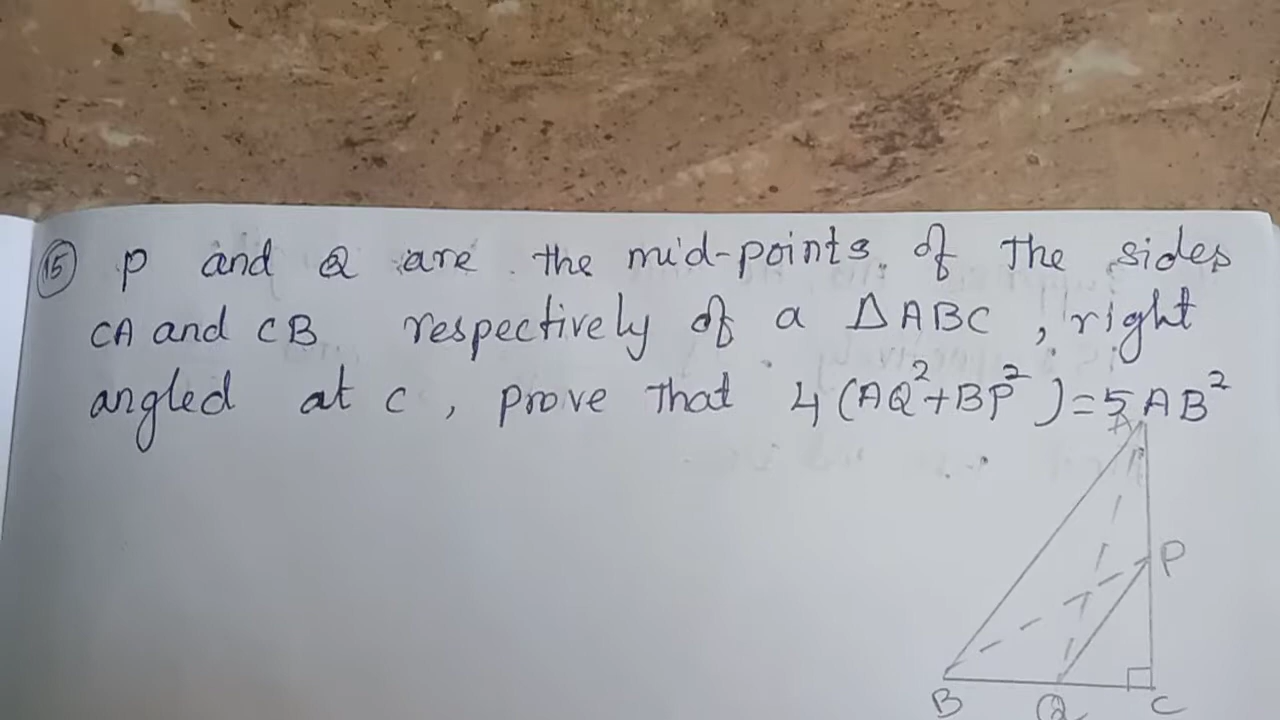 15 P and Q are the mid-points of The sides
CA and CB respectively of a ΔABC, right
angled at C, prove that 4(AQ²+BP²)=5AB²
A
P
B Q C